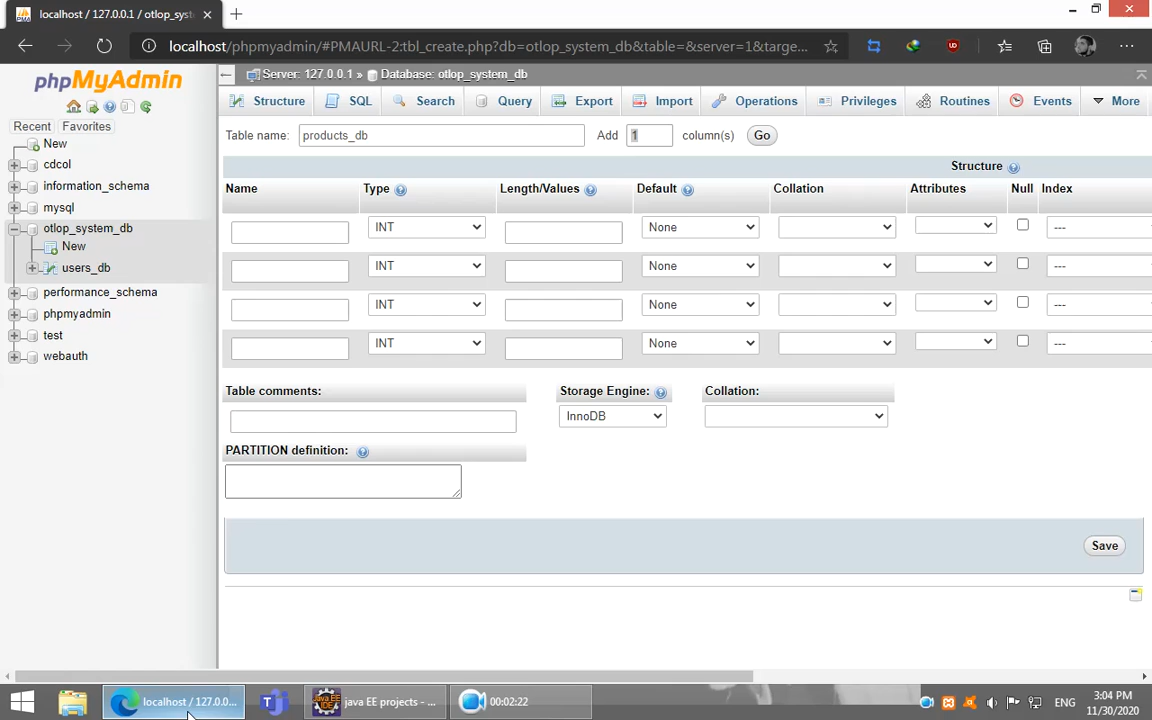 localhost / 127.0.0.1 / otlop_syst
localhost/phpmyadmin/#PMAURL-2:tbl_create.php?db=otlop_system_db&table=&server=1&targe...
phpMyAdmin
Recent Favorites
New
cdcol
information_schema
mysql
otlop_system_db
New
users_db
performance_schema
phpmyadmin
test
webauth
Server: 127.0.0.1 » Database: otlop_system_db
Structure SQL Search Query Export Import Operations Privileges Routines Events More
Table name: products_db Add 1 column(s) Go
Structure
Name Type Length/Values Default Collation Attributes Null Index
INT None ---
INT None ---
INT None ---
INT None ---
Table comments: Storage Engine: Collation:
InnoDB
PARTITION definition:
Save
localhost / 127.0.0... java EE projects - ... 00:02:22 ENG 3:04 PM
11/30/2020